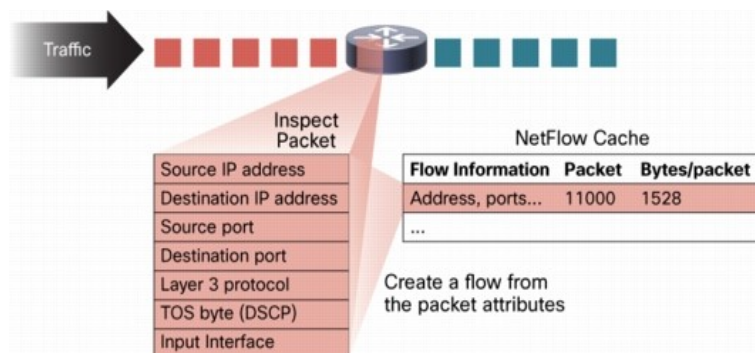 Traffic
Inspect
Packet
Source IP address
Destination IP address
Source port
Destination port
Layer 3 protocol
TOS byte (DSCP)
Input Interface
NetFlow Cache
Flow Information Packet Bytes/packet
Address, ports... 11000 1528
...
Create a flow from
the packet attributes